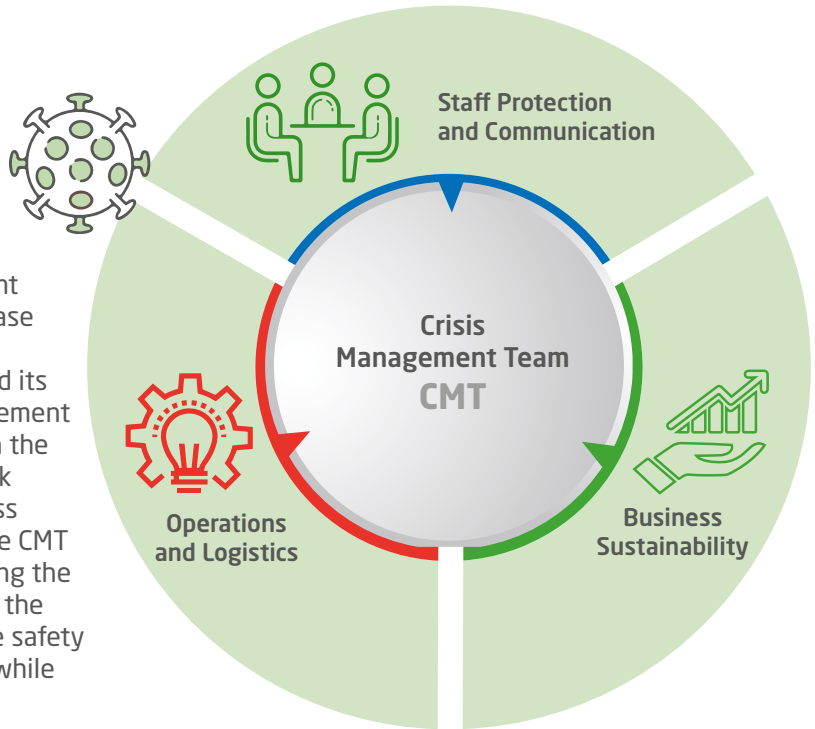 Staff Protection
and Communication
nt
ase
d its
ement
n the
k
ss
e CMT
ng the
the
e safety
while
Crisis
Management Team
CMT
Operations
and Logistics
Business
Sustainability